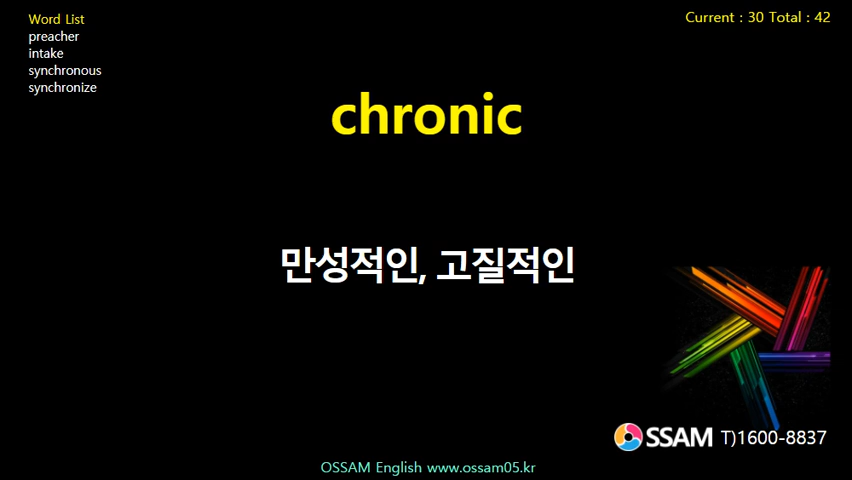 Word List
preacher
intake
synchronous
synchronize
Current : 30 Total : 42
chronic
만성적인, 고질적인
OSSAM T)1600-8837
OSSAM English www.ossam05.kr